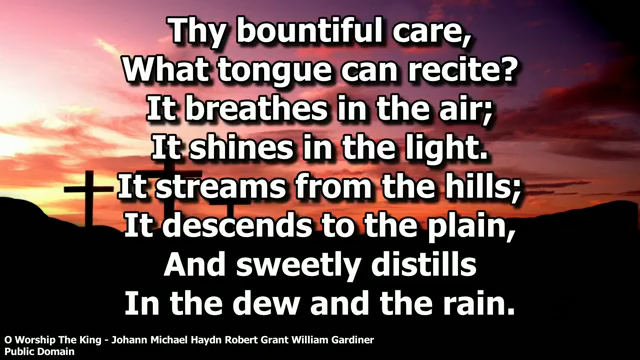 Thy bountiful care,
What tongue can recite?
It breathes in the air;
It shines in the light.
It streams from the hills;
It descends to the plain,
And sweetly distills
In the dew and the rain.
O Worship The King - Johann Michael Haydn Robert Grant William Gardiner
Public Domain